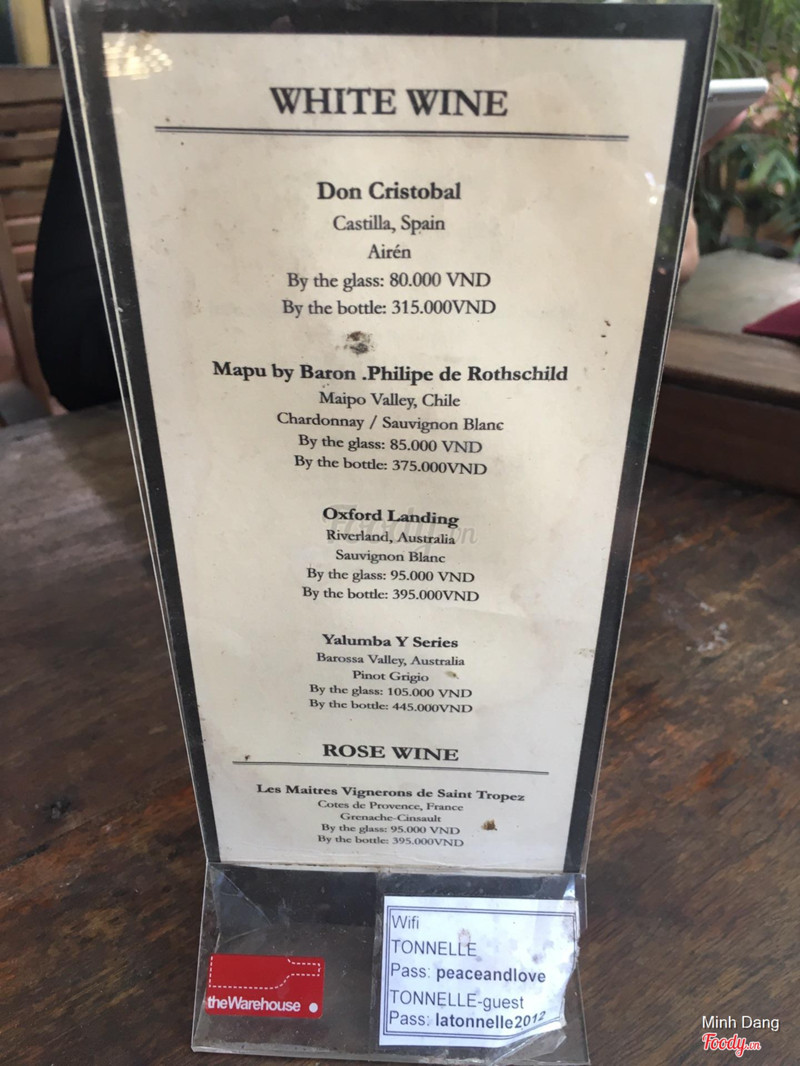 WHITE WINE
Don Cristobal
Castilla, Spain
Airén
By the glass: 80.000 VND
By the bottle: 315.000VND
Mapu by Baron .Philipe de Rothschild
Maipo Valley, Chile
Chardonnay / Sauvignon Blanc
By the glass: 85.000 VND
By the bottle: 375.000VND
Oxford Landing
Riverland, Australia
Sauvignon Blanc
By the glass: 95.000 VND
By the bottle: 395.000VND
Yalumba Y Series
Barossa Valley, Australia
Pinot Grigio
By the glass: 105.000 VND
By the bottle: 445.000VND
ROSE WINE
Les Maitres Vignerons de Saint Tropez
Cotes de Provence, France
Grenache-Cinsault
By the glass: 95.000 VND
By the bottle: 395.000VND
theWarehouse
Wifi
TONNELLE
Pass: peaceandlove
TONNELLE-guest
Pass: latonnelle2012
Foody.vn
Minh Dang
Foody.vn